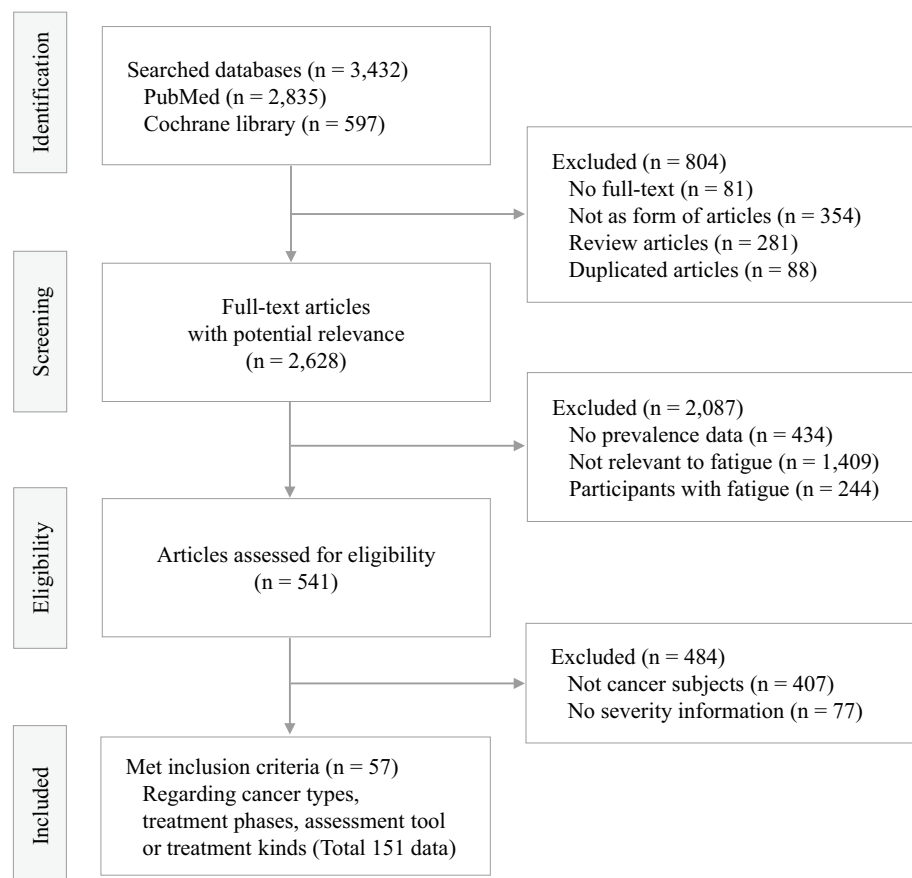 Identification
Searched databases (n = 3,432)
PubMed (n = 2,835)
Cochrane library (n = 597)
Excluded (n = 804)
No full-text (n = 81)
Not as form of articles (n = 354)
Review articles (n = 281)
Duplicated articles (n = 88)
Screening
Full-text articles
with potential relevance
(n = 2,628)
Excluded (n = 2,087)
No prevalence data (n = 434)
Not relevant to fatigue (n = 1,409)
Participants with fatigue (n = 244)
Eligibility
Articles assessed for eligibility
(n = 541)
Excluded (n = 484)
Not cancer subjects (n = 407)
No severity information (n = 77)
Included
Met inclusion criteria (n = 57)
Regarding cancer types,
treatment phases, assessment tool
or treatment kinds (Total 151 data)